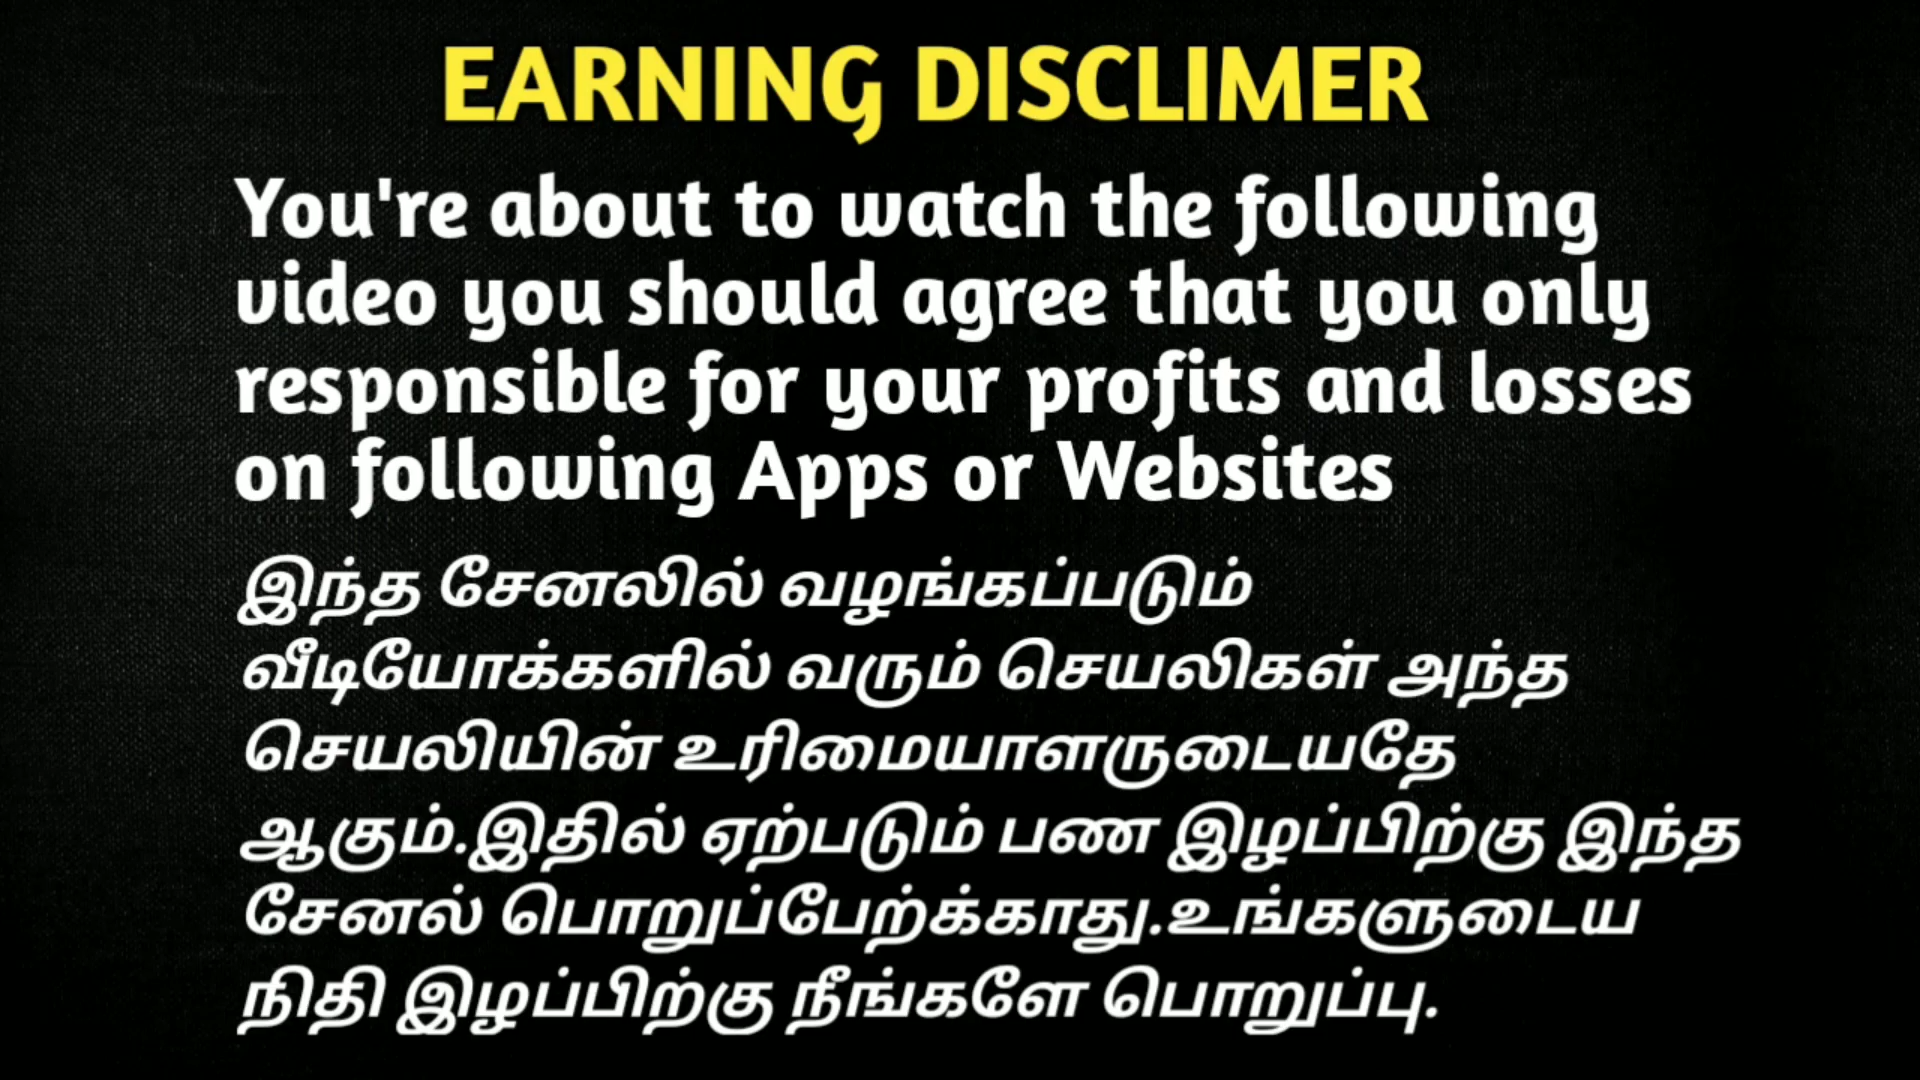 EARNING DISCLIMER
You're about to watch the following
video you should agree that you only
responsible for your profits and losses
on following Apps or Websites
இந்த சேனலில் வழங்கப்படும்
வீடியோக்களில் வரும் செயலிகள் அந்த
செயலியின் உரிமையாளருடையதே
ஆகும்.இதில் ஏற்படும் பண இழப்பிற்கு இந்த
சேனல் பொறுப்பேற்க்காது.உங்களுடைய
நிதி இழப்பிற்கு நீங்களே பொறுப்பு.